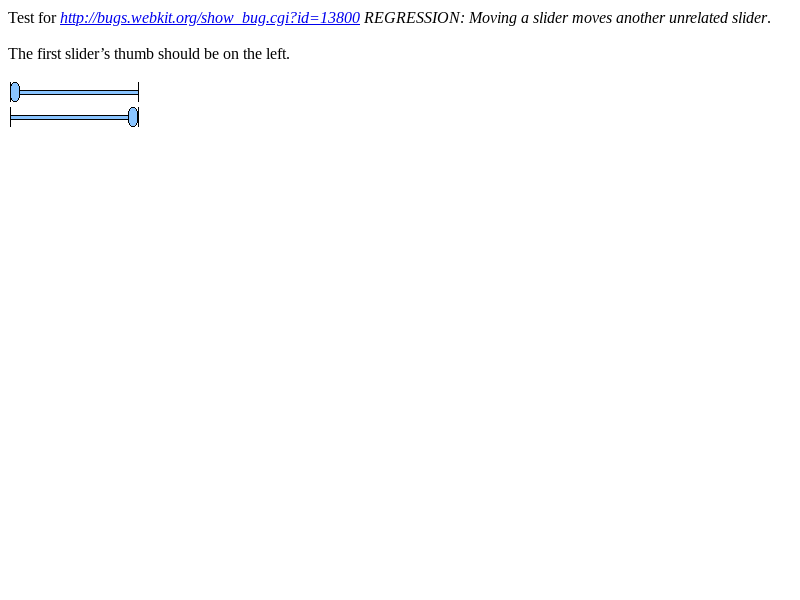 Test for http://bugs.webkit.org/show_bug.cgi?id=13800 REGRESSION: Moving a slider moves another unrelated slider.
The first slider’s thumb should be on the left.